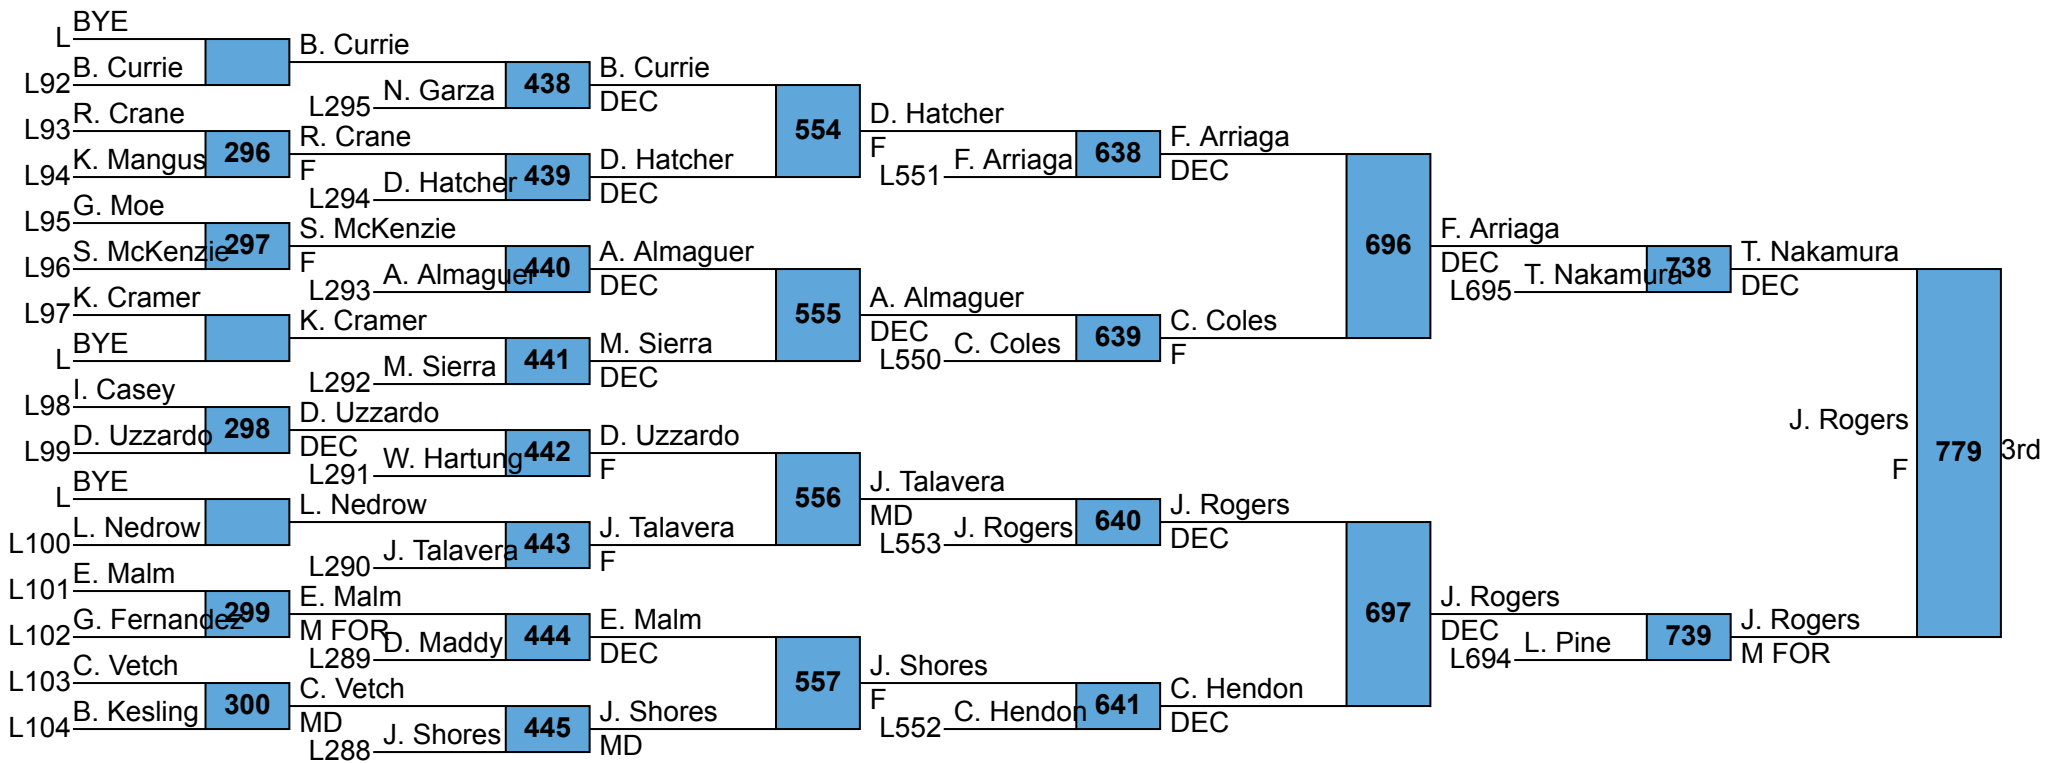 BYE
L
B. Currie
L92
B. Currie
R. Crane
L93
K. Mangus
L94
296
R. Crane
F
G. Moe
L95
S. McKenzie
L96
297
S. McKenzie
F
K. Cramer
L97
BYE
L
K. Cramer
I. Casey
L98
D. Uzzardo
L99
298
D. Uzzardo
DEC
BYE
L
L. Nedrow
L100
L. Nedrow
E. Malm
L101
G. Fernandez
L102
299
E. Malm
M FOR
C. Vetch
L103
B. Kesling
L104
300
C. Vetch
MD
N. Garza
L295
438
B. Currie
DEC
D. Hatcher
L294
439
D. Hatcher
DEC
A. Almaguer
L293
440
A. Almaguer
DEC
M. Sierra
L292
441
M. Sierra
DEC
W. Hartung
L291
442
D. Uzzardo
F
J. Talavera
L290
443
J. Talavera
F
D. Maddy
L289
444
E. Malm
DEC
J. Shores
L288
445
J. Shores
MD
554
D. Hatcher
F
555
A. Almaguer
DEC
556
J. Talavera
MD
557
J. Shores
F
F. Arriaga
L551
638
F. Arriaga
DEC
C. Coles
L550
639
C. Coles
F
J. Rogers
L553
640
J. Rogers
DEC
C. Hendon
L552
641
C. Hendon
DEC
696
F. Arriaga
DEC
697
J. Rogers
DEC
T. Nakamura
L695
738
T. Nakamura
DEC
L. Pine
L694
739
J. Rogers
M FOR
J. Rogers
F
779
3rd